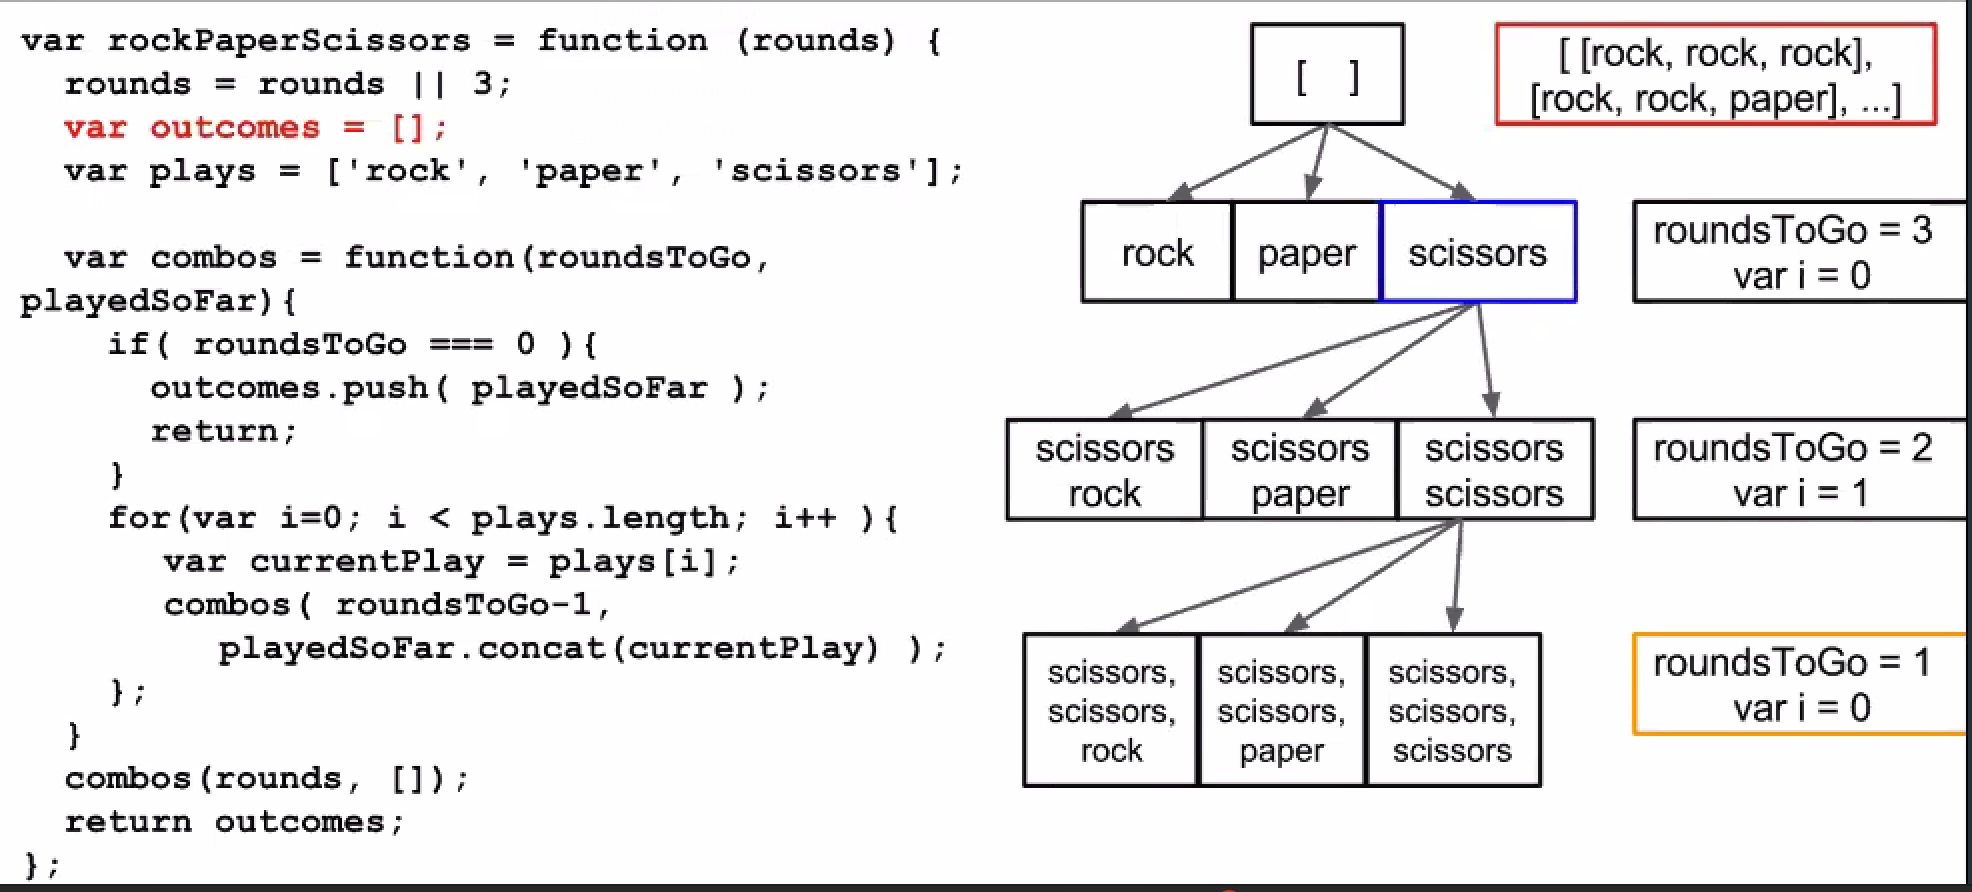 var rockPaperScissors = function (rounds) {
rounds = rounds || 3;
var outcomes = [];
var plays = ['rock', 'paper', 'scissors'];
var combos = function(roundsToGo,
playedSoFar){
if( roundsToGo === 0 ){
outcomes.push( playedSoFar );
return;
}
for(var i=0; i < plays.length; i++ ){
var currentPlay = plays[i];
combos( roundsToGo-1,
playedSoFar.concat(currentPlay) );
};
}
combos(rounds, []);
return outcomes;
};
[ ]
[ [rock, rock, rock],
[rock, rock, paper], ...]
rock
paper
scissors
roundsToGo = 3
var i = 0
scissors
rock
scissors
paper
scissors
scissors
roundsToGo = 2
var i = 1
scissors,
scissors,
rock
scissors,
scissors,
paper
scissors,
scissors,
scissors
roundsToGo = 1
var i = 0